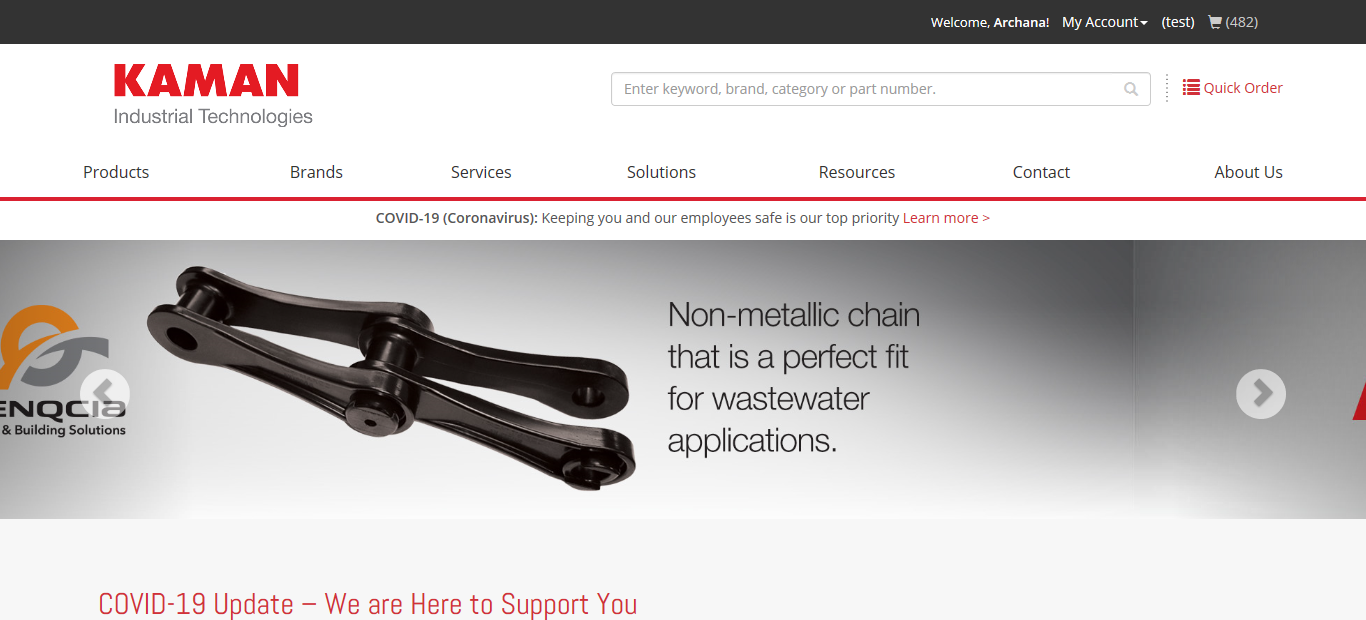 Welcome, Archana! My Account (test) (482)
KAMAN
Industrial Technologies
Enter keyword, brand, category or part number.
Quick Order
Products Brands Services Solutions Resources Contact About Us
COVID-19 (Coronavirus): Keeping you and our employees safe is our top priority Learn more >
Non-metallic chain
that is a perfect fit
for wastewater
applications.
& Building Solutions
COVID-19 Update – We are Here to Support You